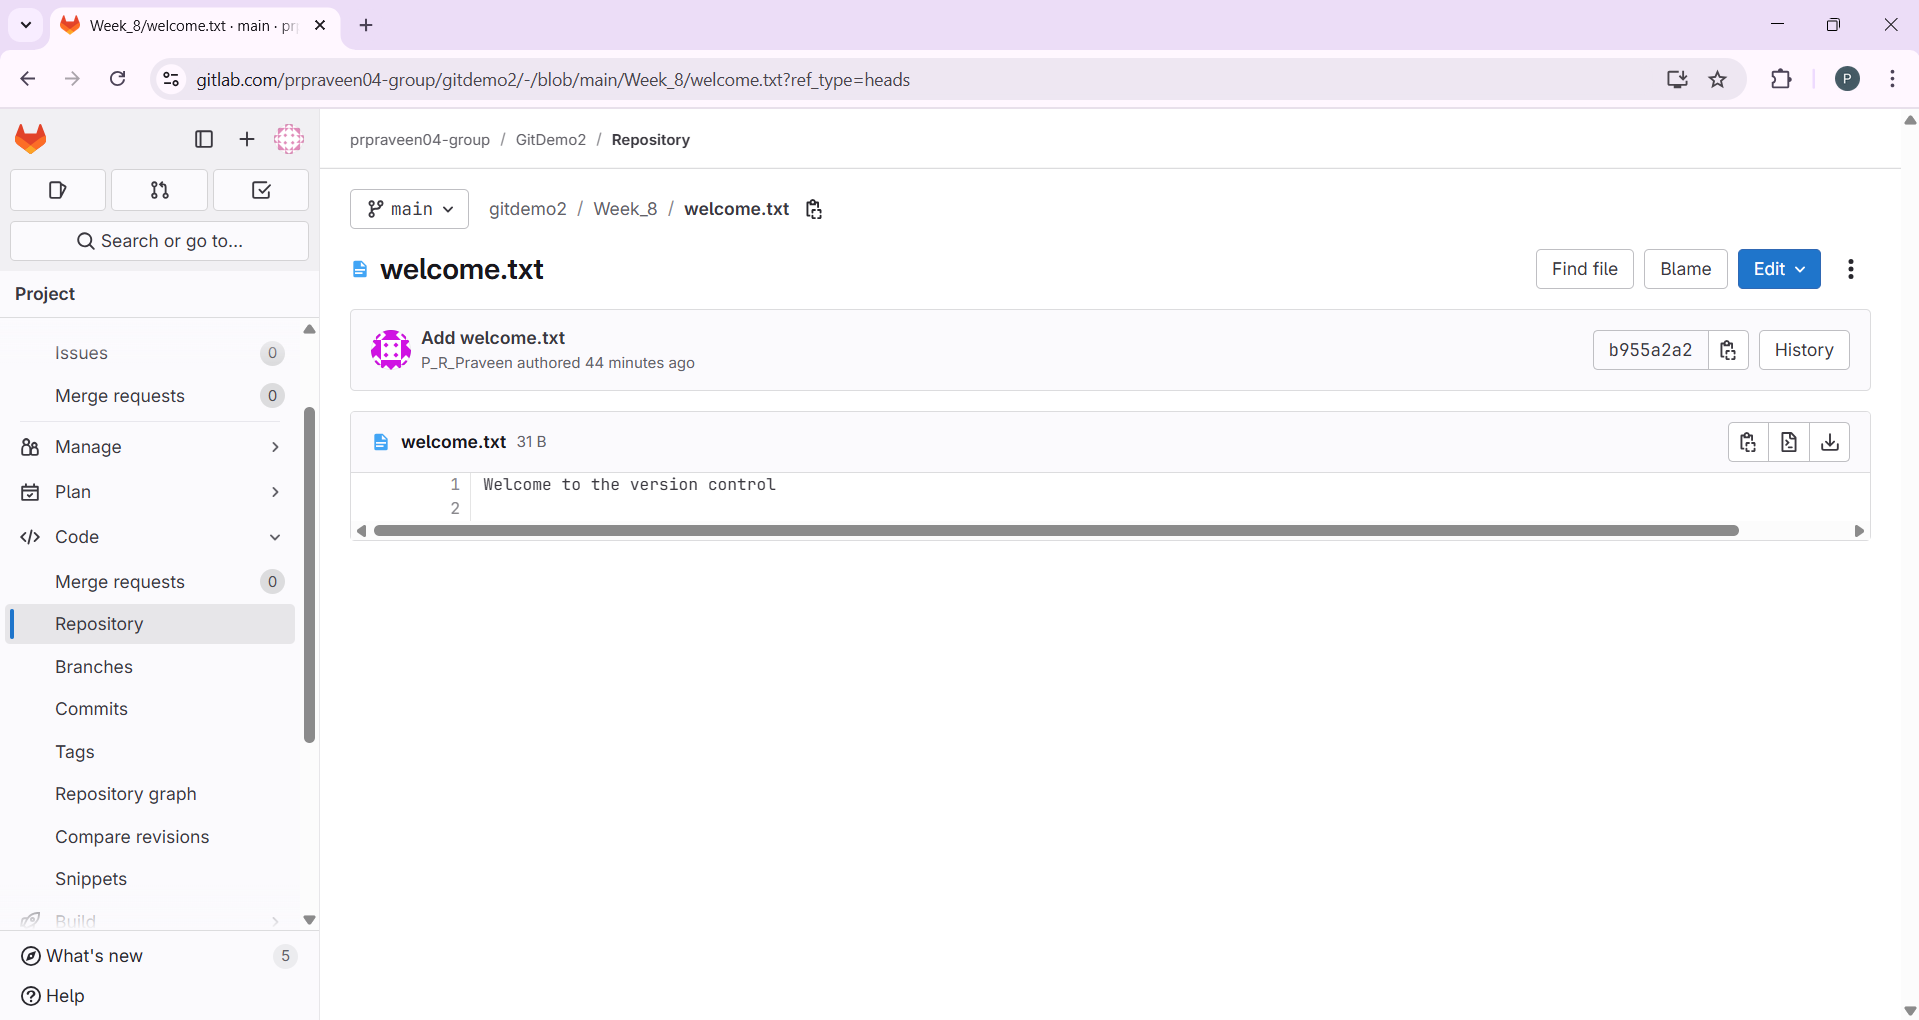 Week_8/welcome.txt · main · pr
gitlab.com/prpraveen04-group/gitdemo2/-/blob/main/Week_8/welcome.txt?ref_type=heads
P
prpraveen04-group / GitDemo2 / Repository
Search or go to...
Project
Issues 0
Merge requests 0
Manage
Plan
Code
Merge requests 0
Repository
Branches
Commits
Tags
Repository graph
Compare revisions
Snippets
Build
What's new 5
Help
main gitdemo2 / Week_8 / welcome.txt
welcome.txt Find file Blame Edit
Add welcome.txt
P_R_Praveen authored 44 minutes ago
b955a2a2 History
welcome.txt 31 B
1 Welcome to the version control
2